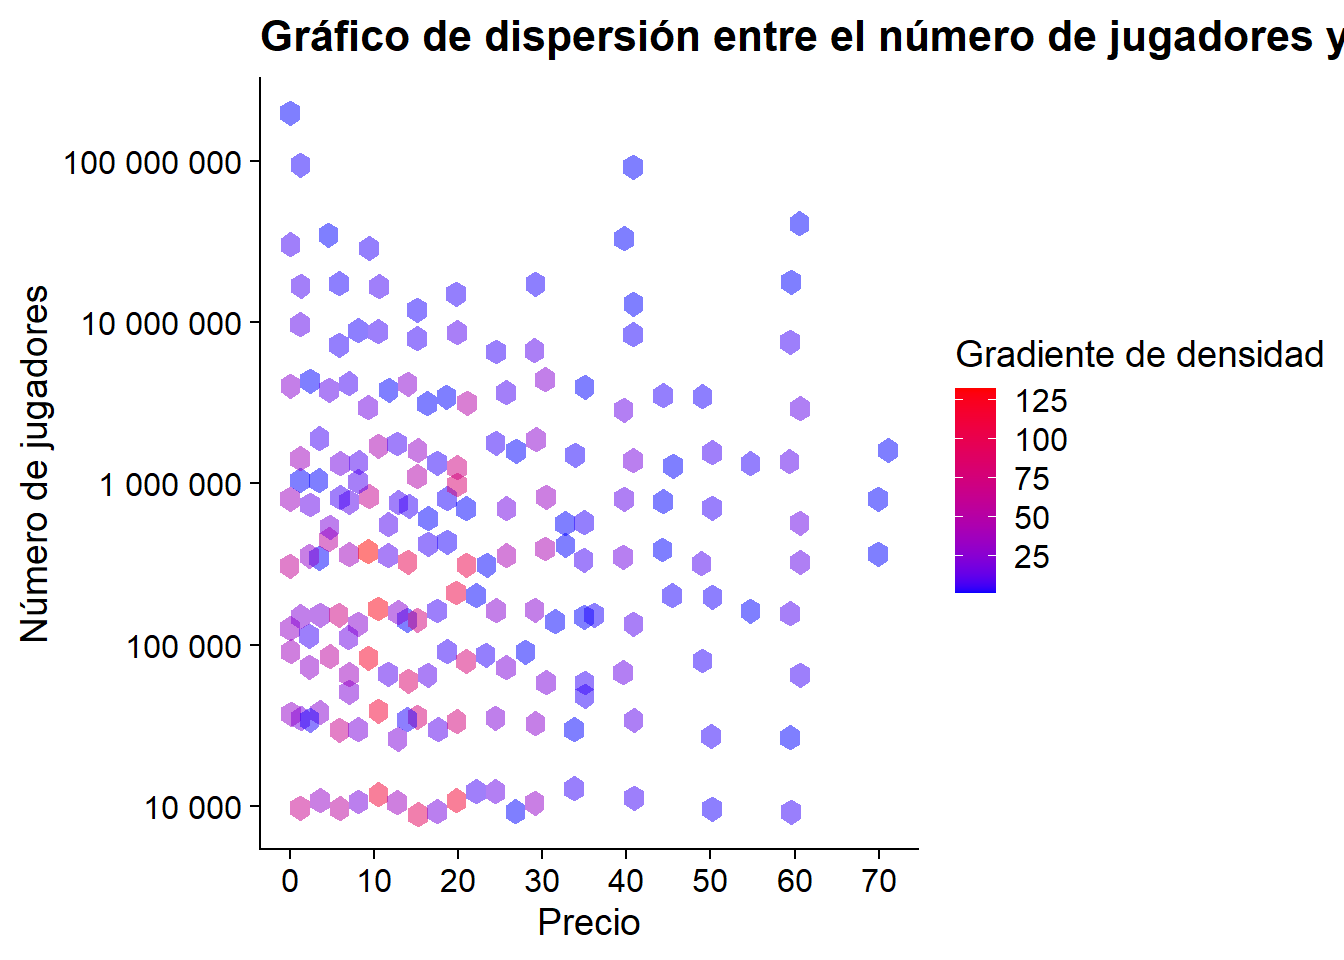 Gráfico de dispersión entre el número de jugadores y
100 000 000
10 000 000
1 000 000
100 000
10 000
Número de jugadores
0 10 20 30 40 50 60 70
Precio
Gradiente de densidad
125
100
75
50
25